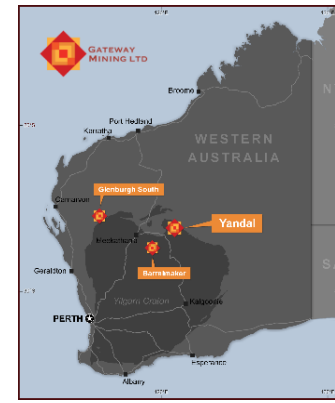 GATEWAY
MINING LTD
Broome
Port Hedland
Karratha
WESTERN
AUSTRALIA
Glenburgh South
Carnarvon
Yandal
Meekatharra
Barrelmaker
Geraldton
Yilgarn Craton
Kalgoorlie
PERTH
Esperance
Albany